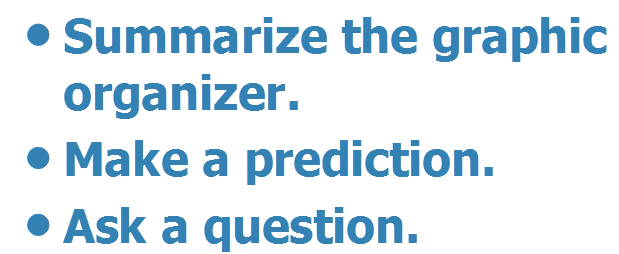 • Summarize the graphic
organizer.
• Make a prediction.
• Ask a question.